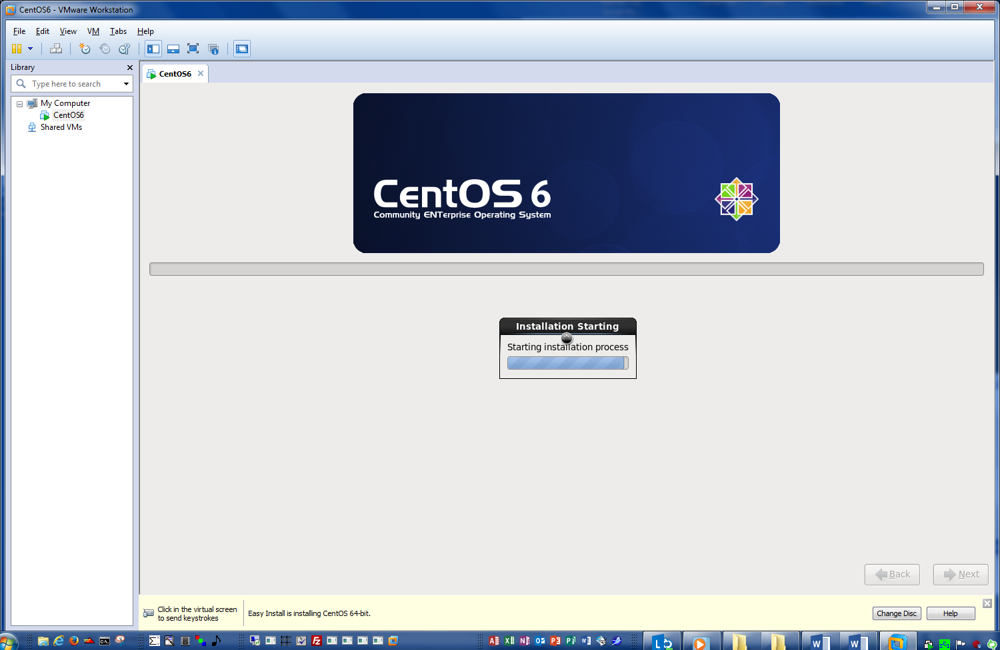 CentOS6 - VMware Workstation
File Edit View VM Tabs Help
Library
Type here to search
My Computer
CentOS6
Shared VMs
CentOS6
CentOS 6
Community ENTerprise Operating System
Installation Starting
Starting installation process
Back Next
Click in the virtual screen
to send keystrokes
Easy Install is installing CentOS 64-bit.
Change Disc Help